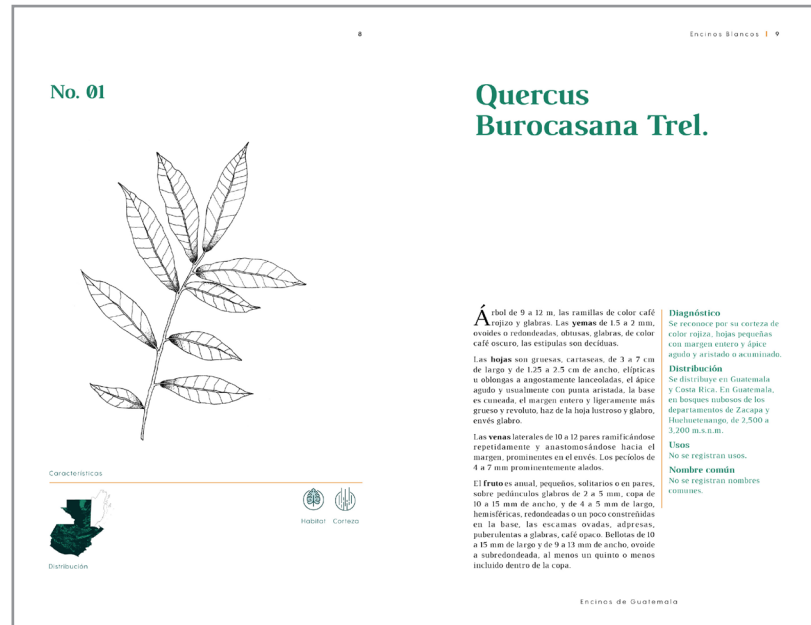 8
No. 01
Características
Habitat Corteza
Distribución
Encinos Blancos | 9
Quercus
Burocasana Trel.
Árbol de 9 a 12 m, las ramillas de color café
rojizo y glabras. Las yemas de 1.5 a 2 mm,
ovoides o redondeadas, obtusas, glabras, de color
café oscuro, las estipulas son deciduas.
Las hojas son gruesas, cartaseas, de 3 a 7 cm
de largo y de 1.25 a 2.5 cm de ancho, elípticas
u oblongas a angostamente lanceoladas, el ápice
agudo y usualmente con punta aristada, la base
es cuneada, el margen entero y ligeramente más
grueso y revoluto, haz de la hoja lustroso y glabro,
envés glabro.
Las venas laterales de 10 a 12 pares ramificándose
repetidamente y anastomosándose hacia el
margen, prominentes en el envés. Los pecíolos de
4 a 7 mm prominentemente alados.
El fruto es anual, pequeños, solitarios o en pares,
sobre pedúnculos glabros de 2 a 5 mm, copa de
10 a 15 mm de ancho, y de 4 a 5 mm de largo,
hemisféricas, redondeadas o un poco constreñidas
en la base, las escamas ovadas, adpresas,
puberulentas a glabras, café opaco. Bellotas de 10
a 15 mm de largo y de 9 a 13 mm de ancho, ovoide
a subredondeada, al menos un quinto o menos
incluido dentro de la copa.
Diagnóstico
Se reconoce por su corteza de
color rojiza, hojas pequeñas
con margen entero y ápice
agudo y aristado o acuminado.
Distribución
Se distribuye en Guatemala
y Costa Rica. En Guatemala,
en bosques nubosos de los
departamentos de Zacapa y
Huehuetenango, de 2,500 a
3,200 m.s.n.m.
Usos
No se registran usos.
Nombre común
No se registran nombres
comunes.
Encinos de Guatemala